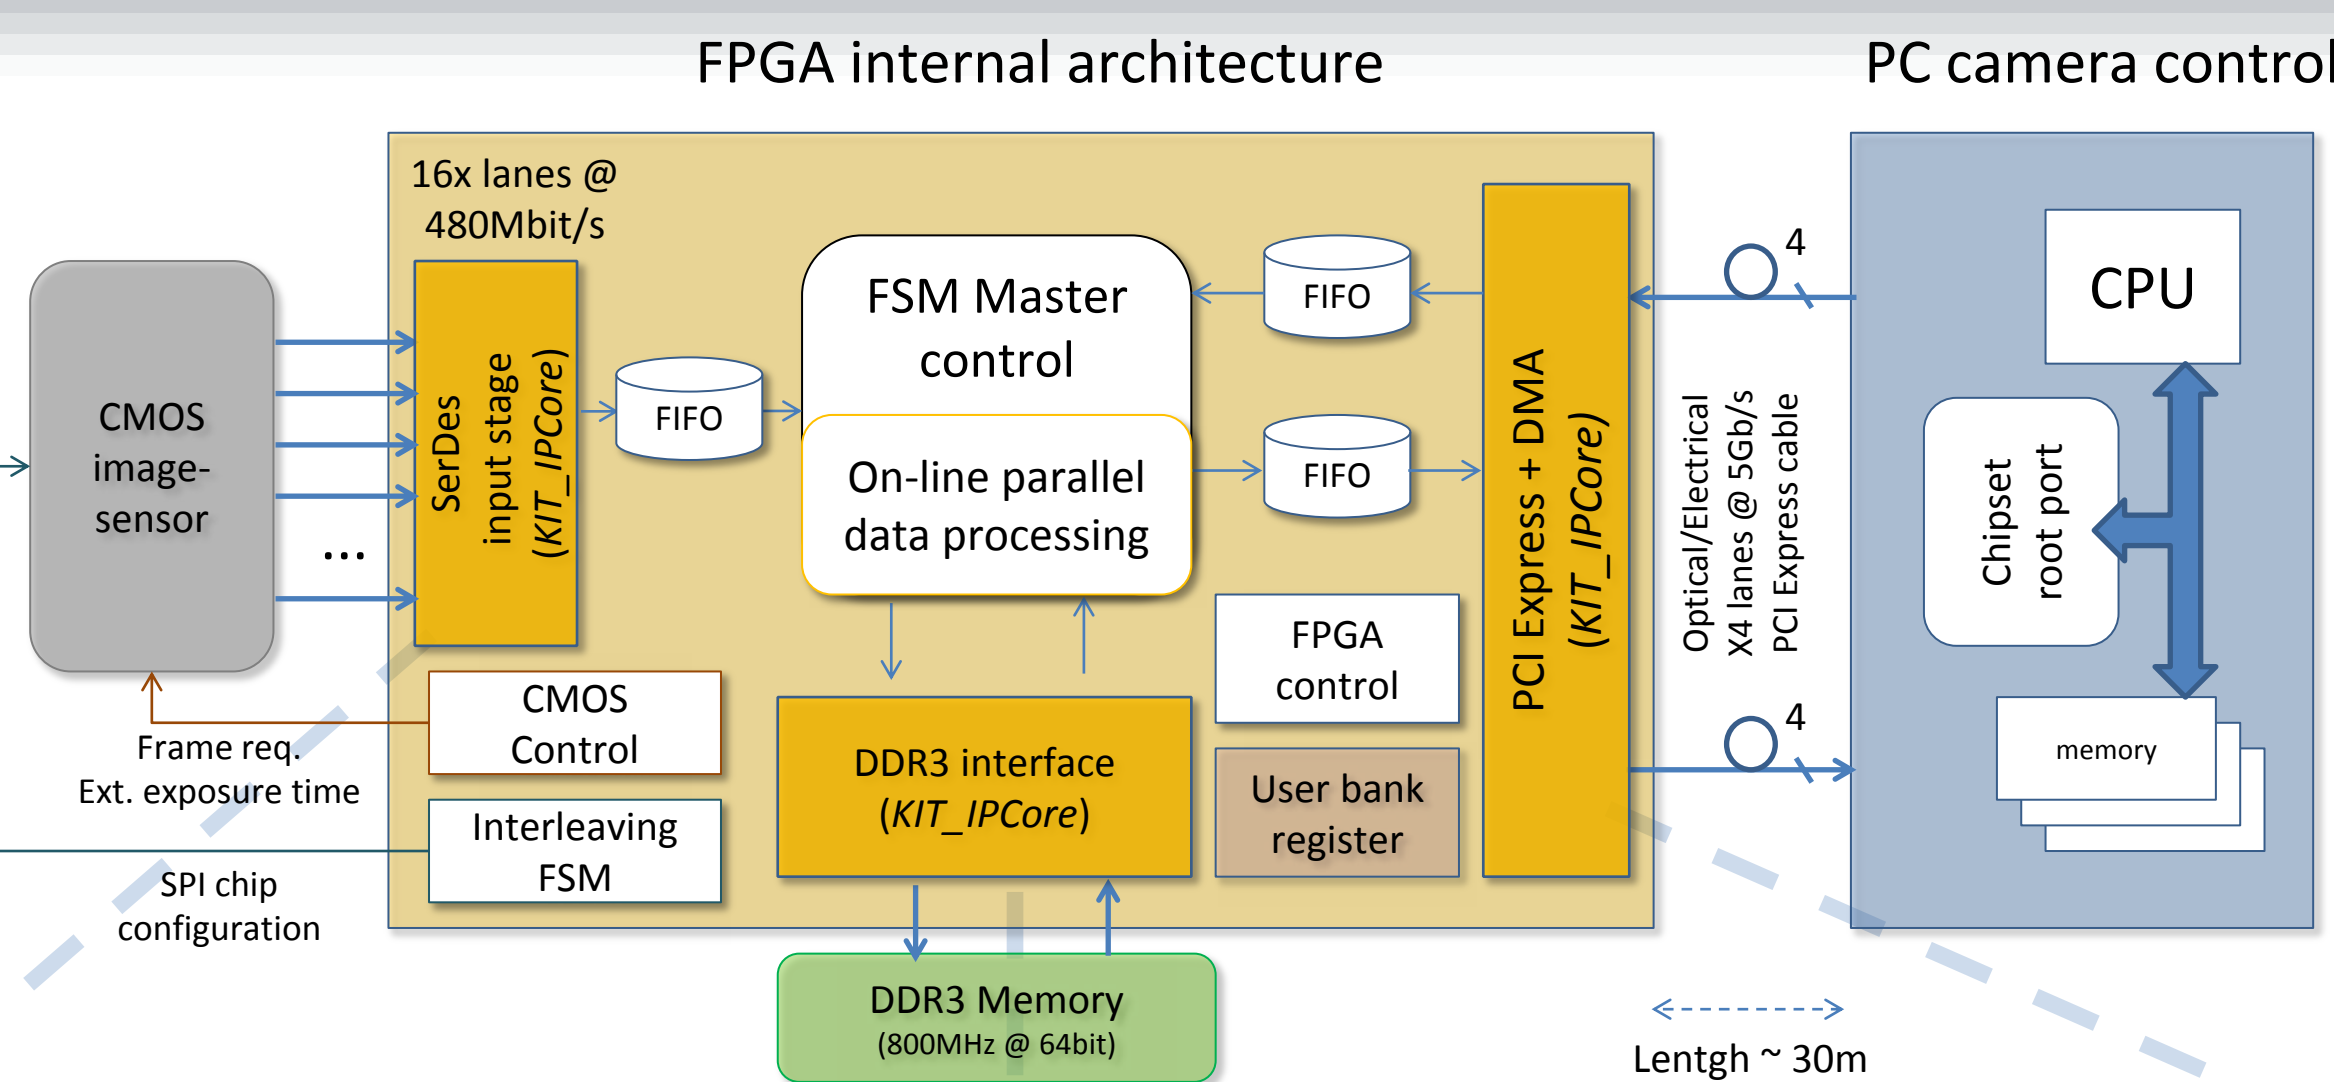 FPGA internal architecture
PC camera control
16x lanes @
480Mbit/s
CMOS
image-
sensor
...
SerDes
input stage
(KIT_IPCore)
FIFO
FSM Master
control
On-line parallel
data processing
FIFO
FIFO
PCI Express + DMA
(KIT_IPCore)
4
Optical/Electrical
X4 lanes @ 5Gb/s
PCI Express cable
4
CPU
Chipset
root port
memory
Frame req.
Ext. exposure time
CMOS
Control
SPI chip
configuration
Interleaving
FSM
DDR3 interface
(KIT_IPCore)
FPGA
control
User bank
register
DDR3 Memory
(800MHz @ 64bit)
Lentgh ~ 30m